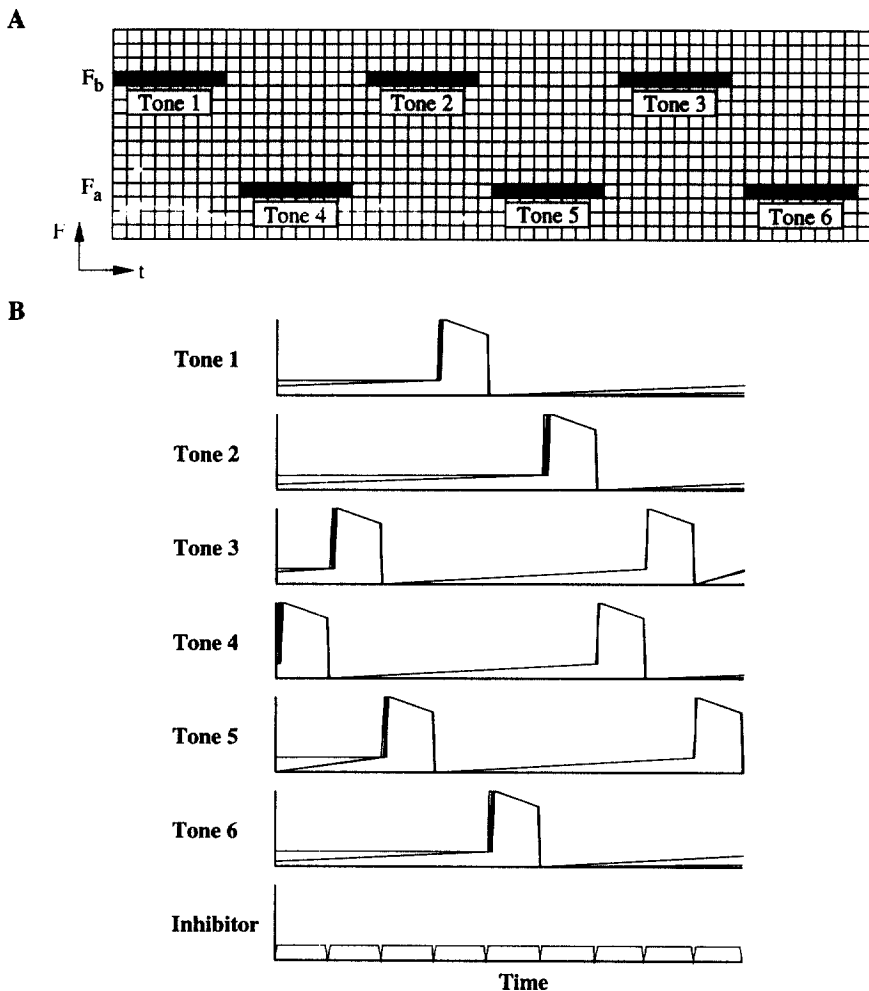 A
F_b
Tone 1
Tone 2
Tone 3
F_a
Tone 4
Tone 5
Tone 6
F
t
B
Tone 1
Tone 2
Tone 3
Tone 4
Tone 5
Tone 6
Inhibitor
Time